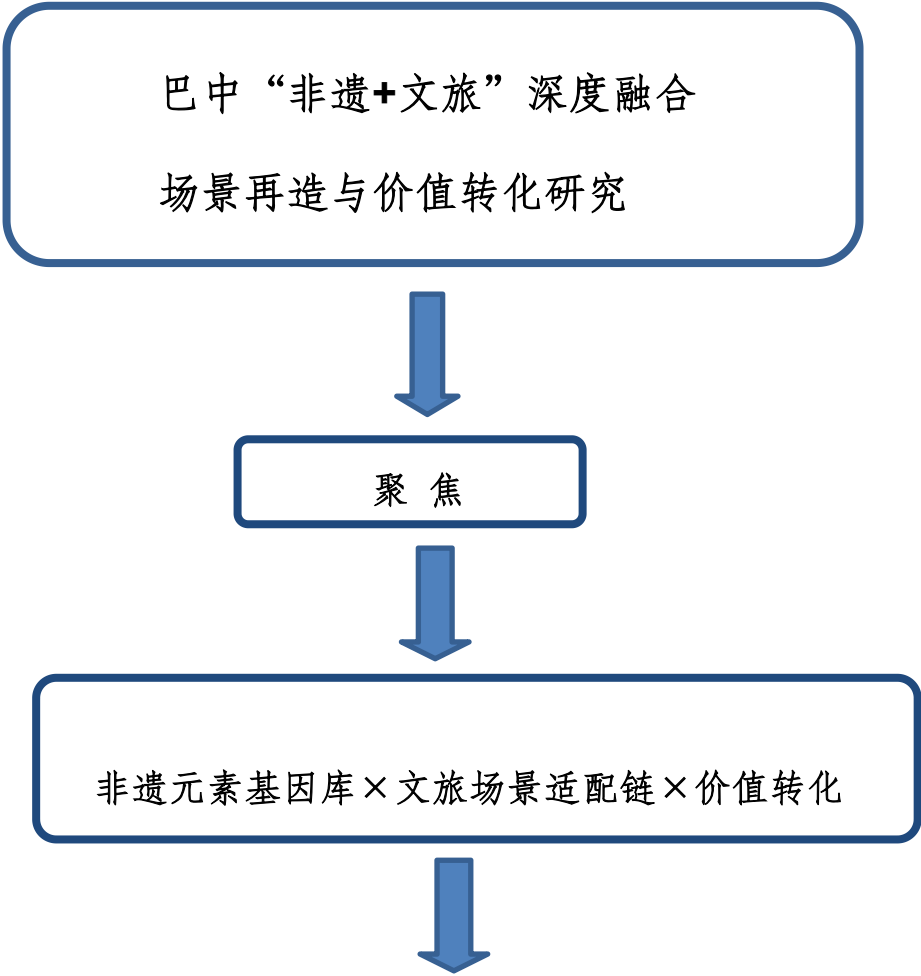 巴中“非遗+文旅”深度融合
场景再造与价值转化研究
聚 焦
非遗元素基因库×文旅场景适配链×价值转化